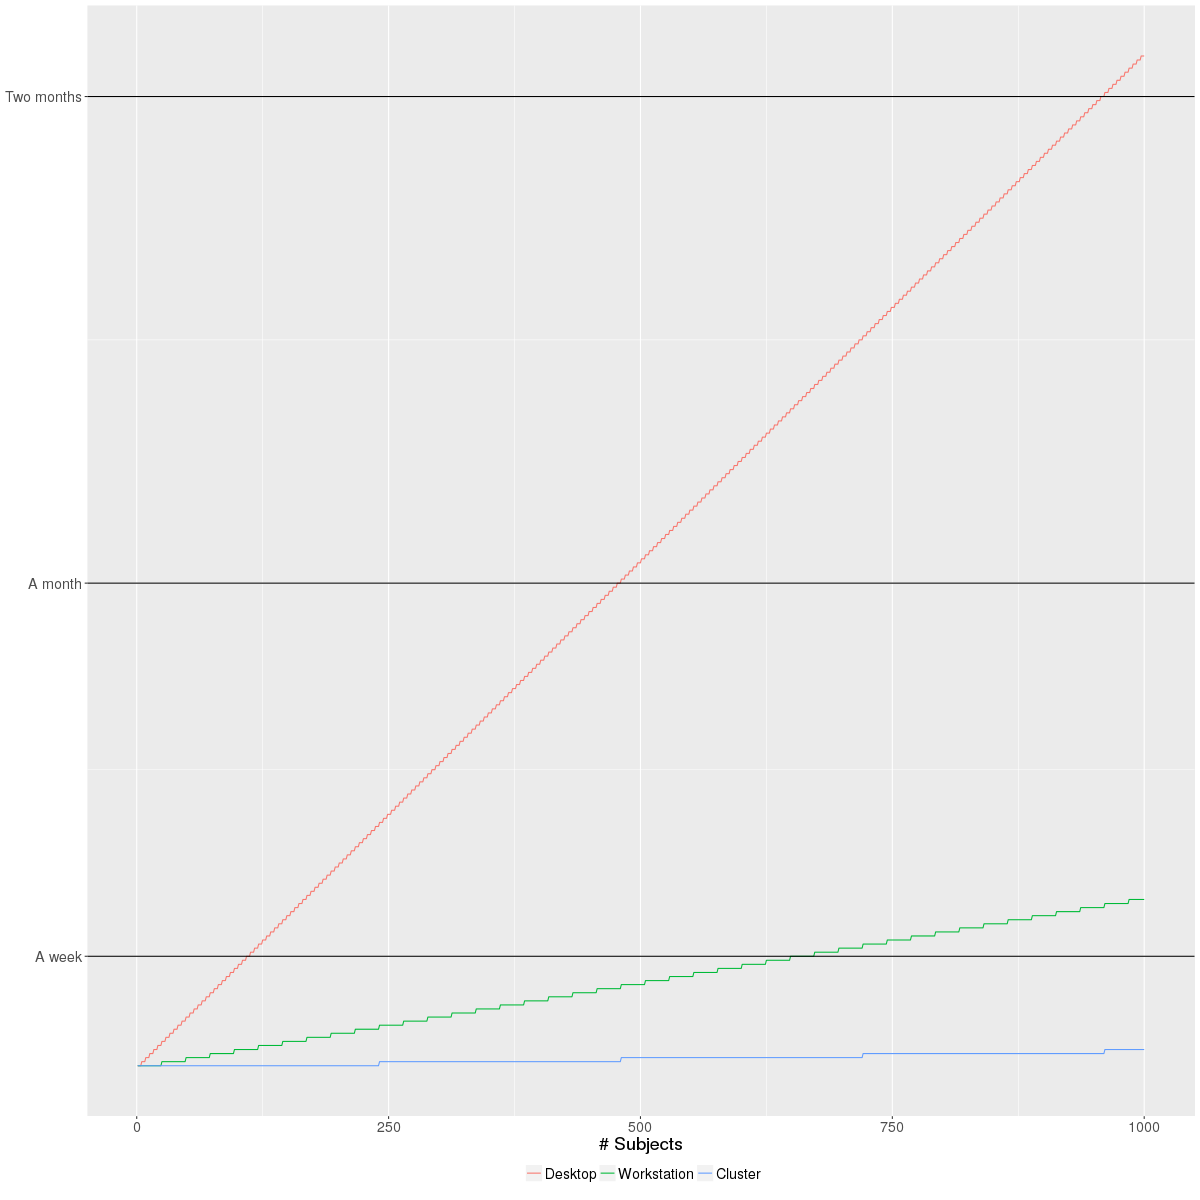 Two months
A month
A week
0 250 500 750 1000
# Subjects
Desktop Workstation Cluster